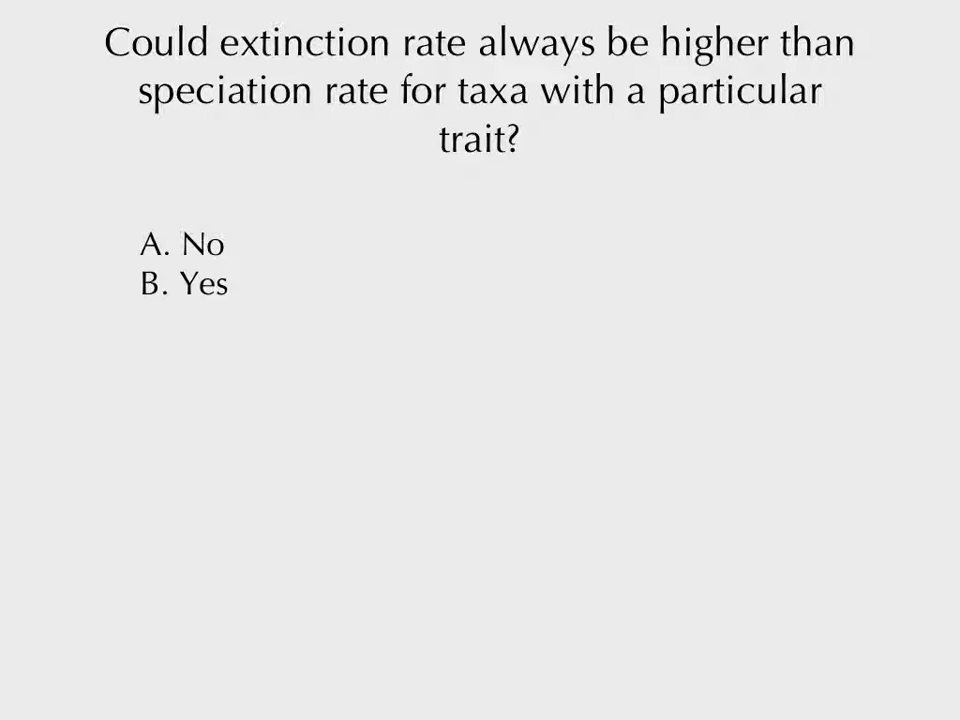 Could extinction rate always be higher than
speciation rate for taxa with a particular
trait?
A. No
B. Yes